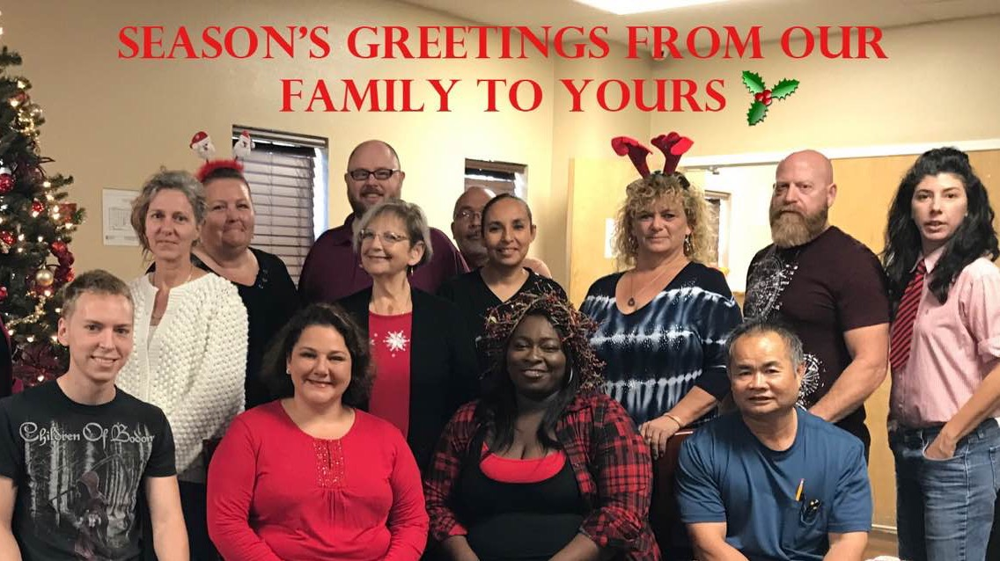 SEASON'S GREETINGS FROM OUR
FAMILY TO YOURS
Children Of Bodom